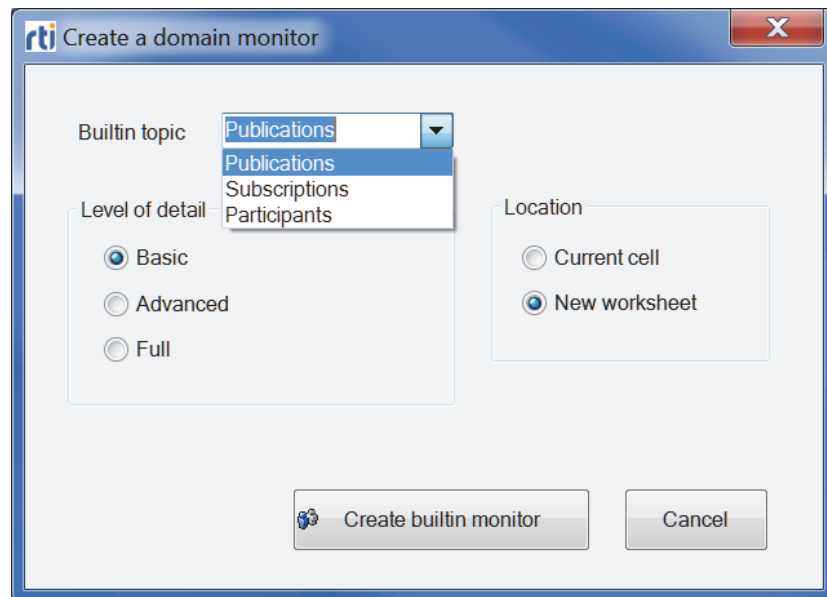 rti Create a domain monitor
Builtin topic Publications
Publications
Subscriptions
Participants
Level of detail
Basic
Advanced
Full
Location
Current cell
New worksheet
Create builtin monitor Cancel